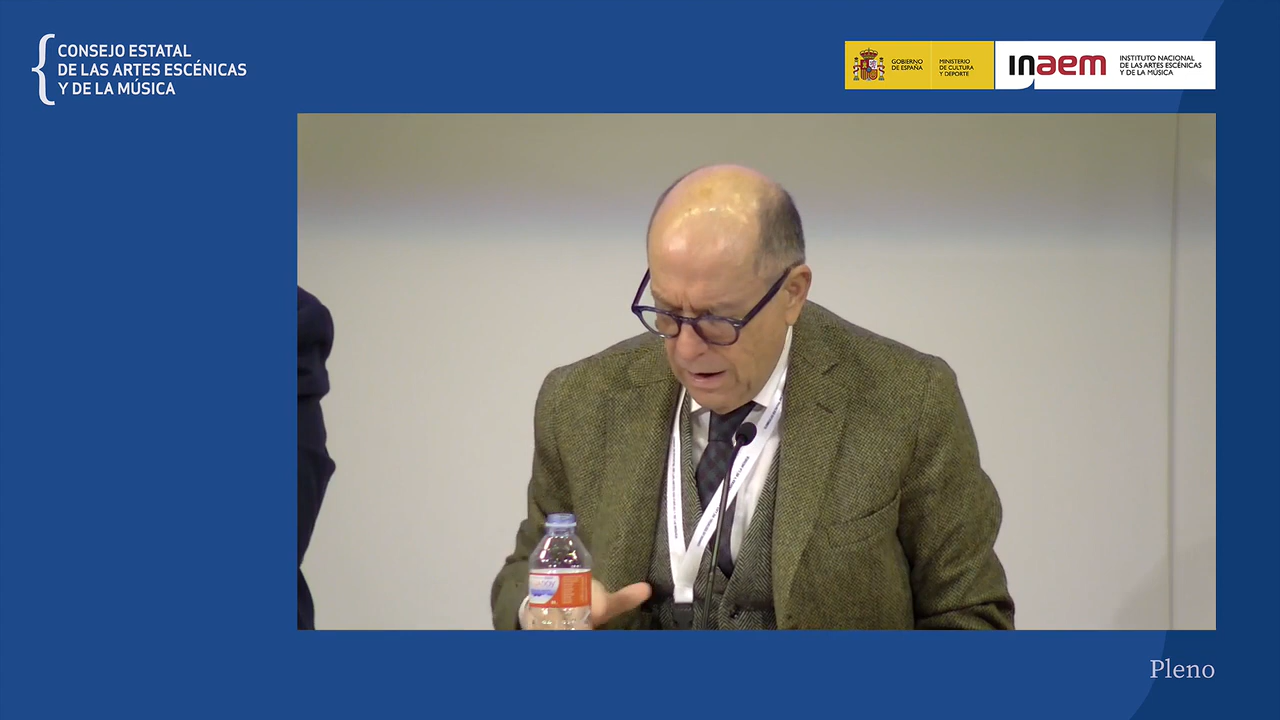 CONSEJO ESTATAL
DE LAS ARTES ESCÉNICAS
Y DE LA MÚSICA
GOBIERNO
DE ESPAÑA
MINISTERIO
DE CULTURA
Y DEPORTE
inaem
INSTITUTO NACIONAL
DE LAS ARTES ESCÉNICAS
Y DE LA MÚSICA
Pleno